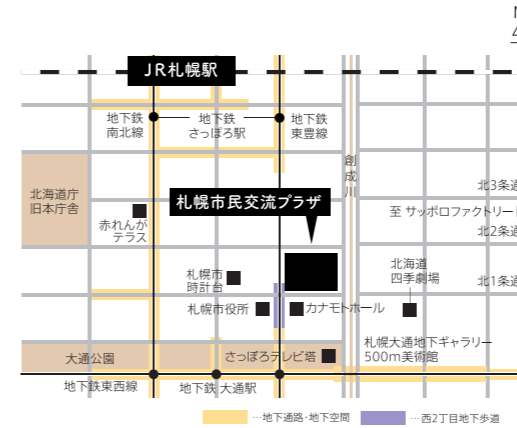 JR札幌駅
地下鉄
南北線
地下鉄
さっぽろ駅
地下鉄
東豊線
創成川
北海道庁
旧本庁舎
赤れんが
テラス
札幌市民交流プラザ
北3条通
至 サッポロファクトリー
北2条通
札幌市
時計台
北海道
四季劇場
北1条通
札幌市役所
カナモトホール
札幌大通地下ギャラリー
500m美術館
大通公園
さっぽろテレビ塔
地下鉄東西線
地下鉄 大通駅
…地下通路・地下空間
…西2丁目地下歩道